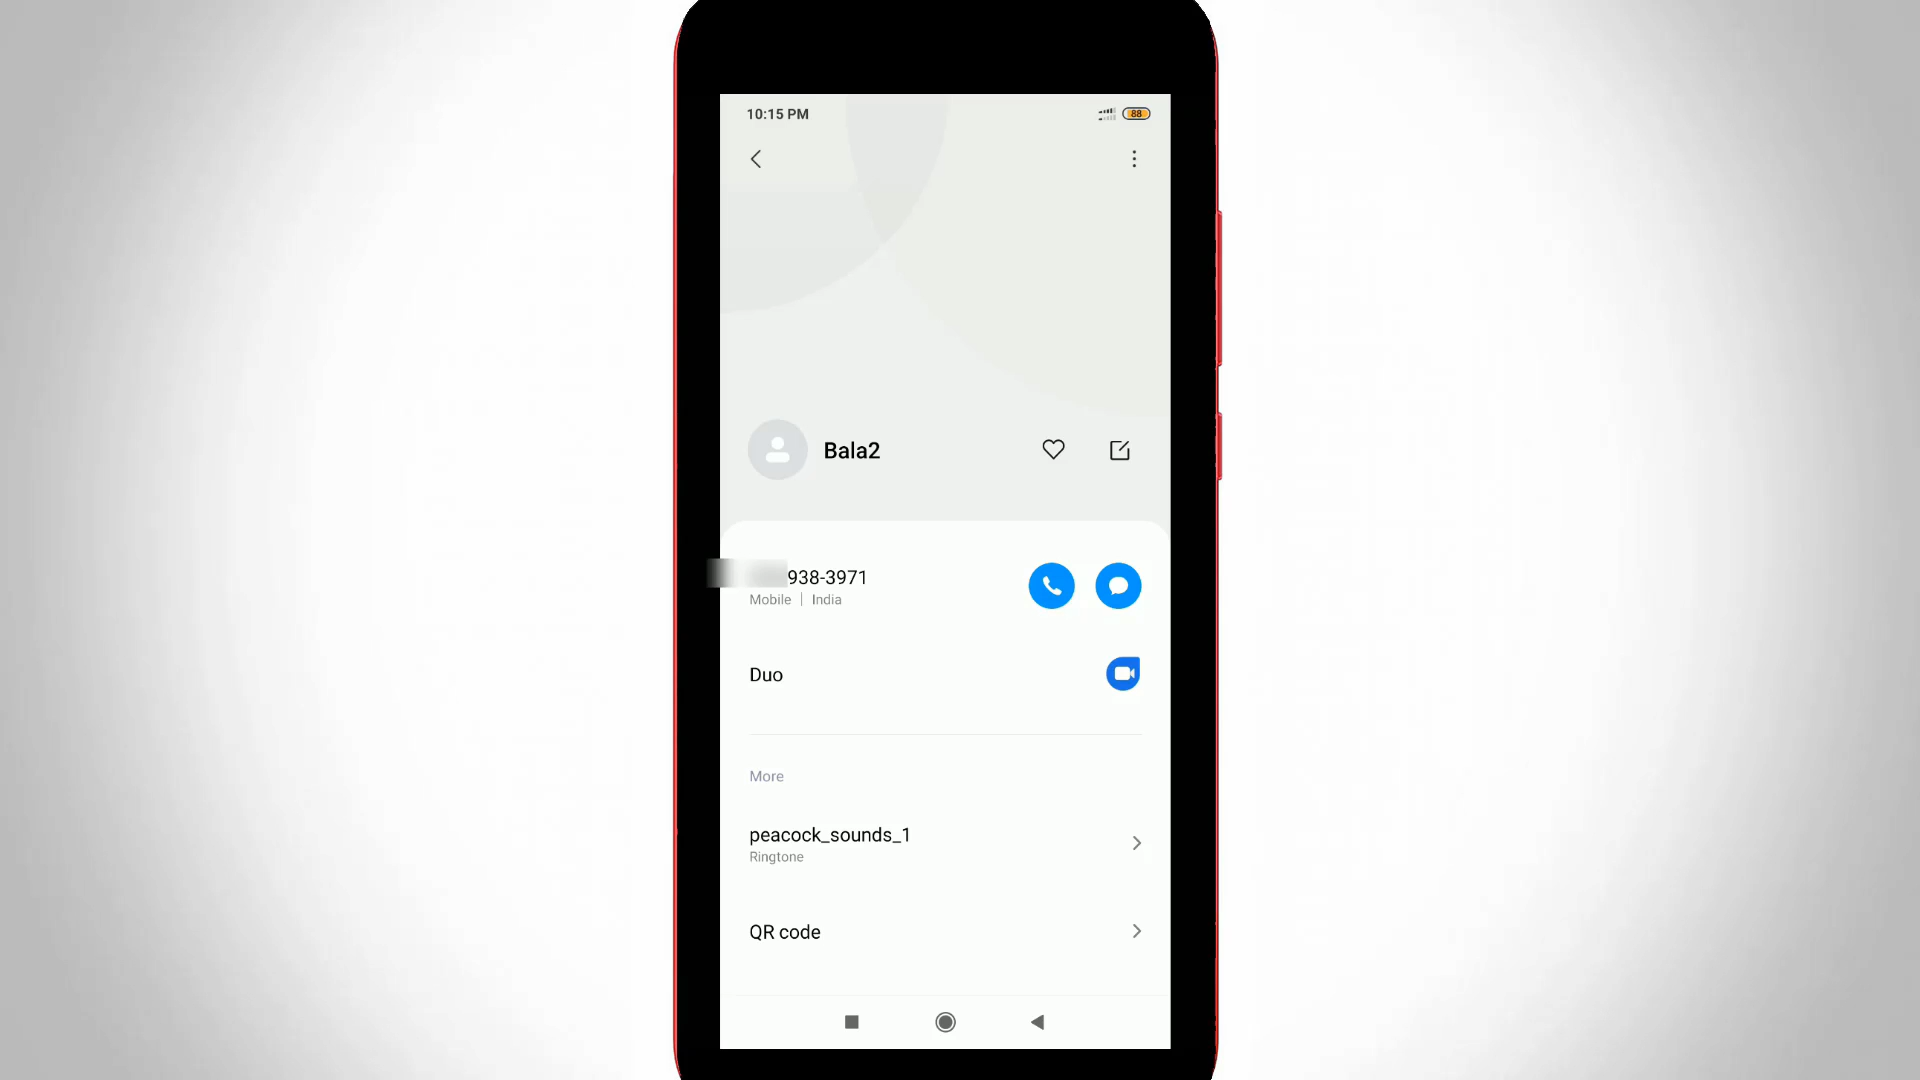 10:15 PM
88
Bala2
938-3971
Mobile | India
Duo
More
peacock_sounds_1
Ringtone
QR code